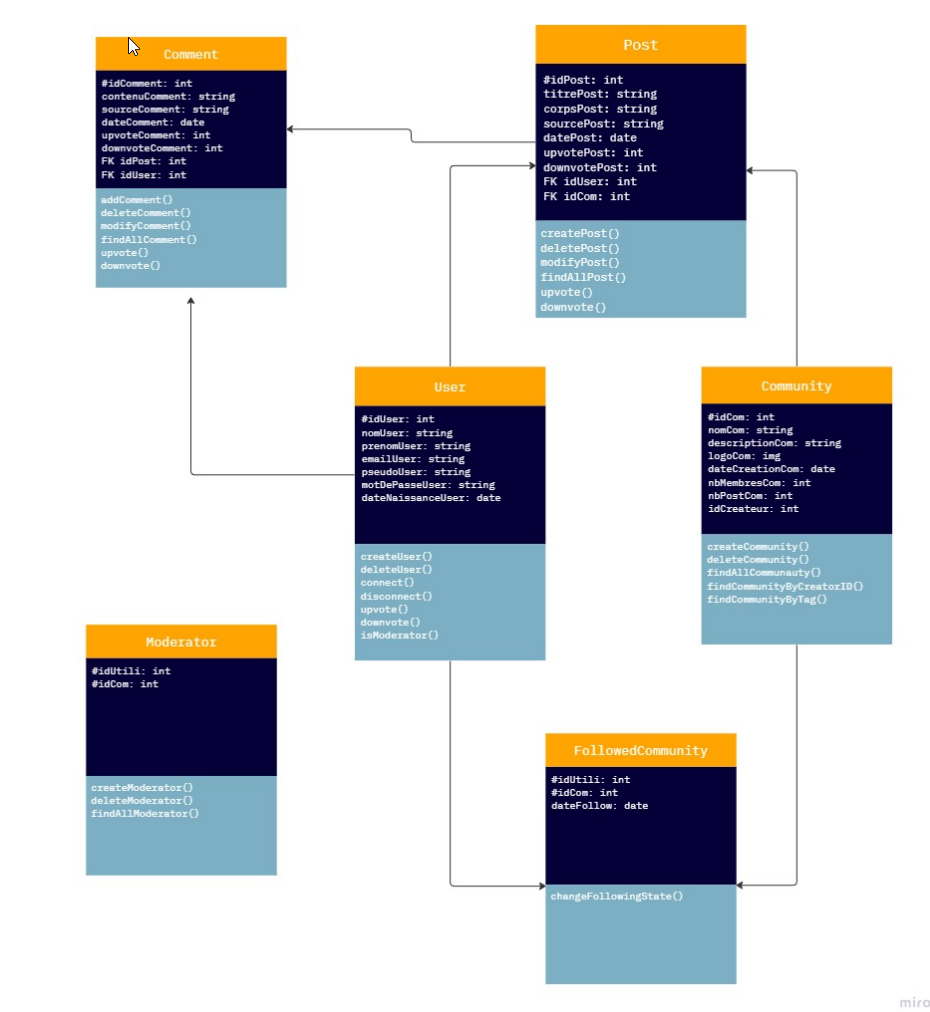 Comment
#idComment: int
contenuComment: string
sourceComment: string
dateComment: date
upvoteComment: int
downvoteComment: int
FK idPost: int
FK idUser: int
addComment()
deleteComment()
modifyComment()
findAllComment()
upvote()
downvote()
Post
#idPost: int
titrePost: string
corpsPost: string
sourcePost: string
datePost: date
upvotePost: int
downvotePost: int
FK idUser: int
FK idCom: int
createPost()
deletePost()
modifyPost()
findAllPost()
upvote()
downvote()
User
#idUser: int
nomUser: string
prenomUser: string
emailUser: string
pseudoUser: string
motDePasseUser: string
dateNaissanceUser: date
createUser()
deleteUser()
connect()
disconnect()
upvote()
downvote()
isModerator()
Community
#idCom: int
nomCom: string
descriptionCom: string
logoCom: img
dateCreationCom: date
nbMembresCom: int
nbPostCom: int
idCreateur: int
createCommunity()
deleteCommunity()
findAllCommunauty()
findCommunityByCreatorID()
findCommunityByTag()
Moderator
#idUtili: int
#idCom: int
createModerator()
deleteModerator()
findAllModerator()
FollowedCommunity
#idUtili: int
#idCom: int
dateFollow: date
changeFollowingState()
miro